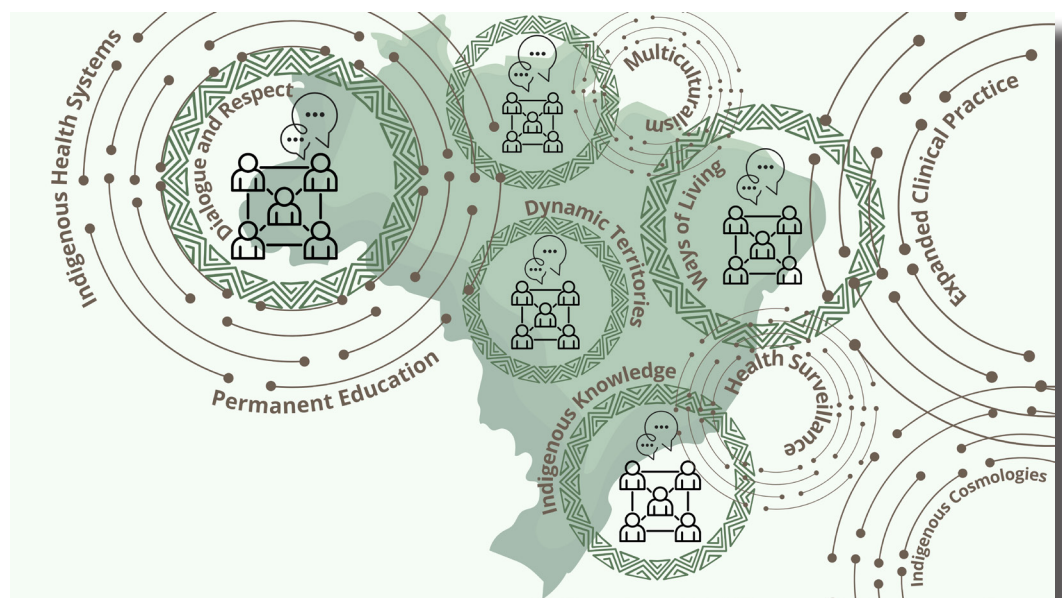 Indigenous Health Systems
Dialogue and Respect
Multiculturalism
Expanded Clinical Practice
Ways of Living
Dynamic Territories
Permanent Education
Indigenous Knowledge
Health Surveillance
Indigenous Cosmologies